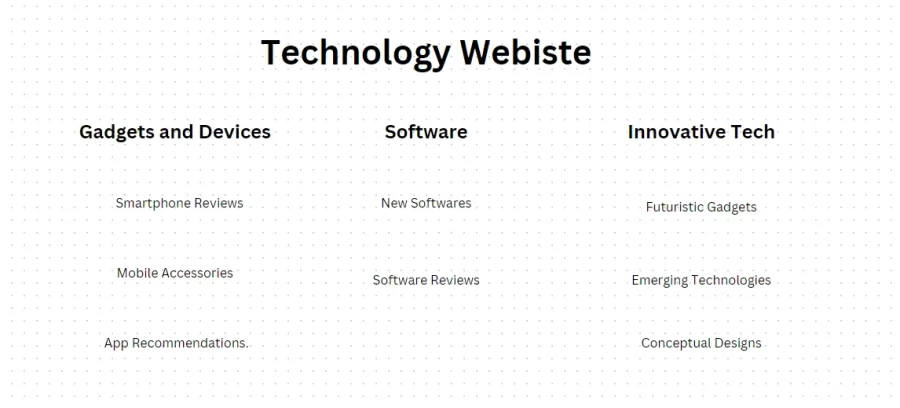 Technology Webiste
Gadgets and Devices
Software
Innovative Tech
Smartphone Reviews
New Softwares
Futuristic Gadgets
Mobile Accessories
Software Reviews
Emerging Technologies
App Recommendations.
Conceptual Designs